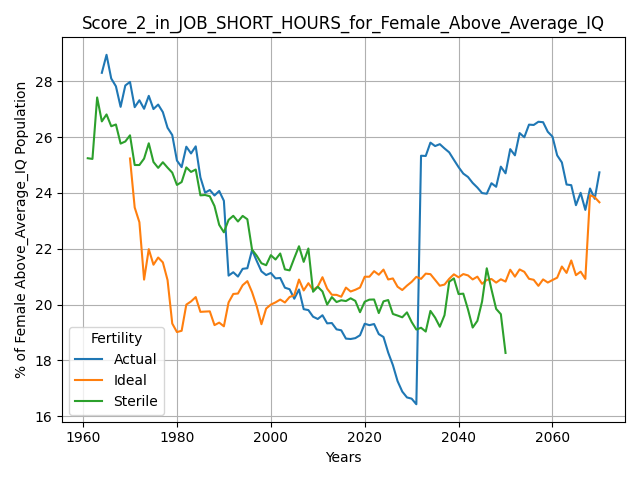 Score_2_in_JOB_SHORT_HOURS_for_Female_Above_Average_IQ
% of Female Above_Average_IQ Population
28
26
24
22
20
18
16
Fertility
Actual
Ideal
Sterile
1960 1980 2000 2020 2040 2060
Years